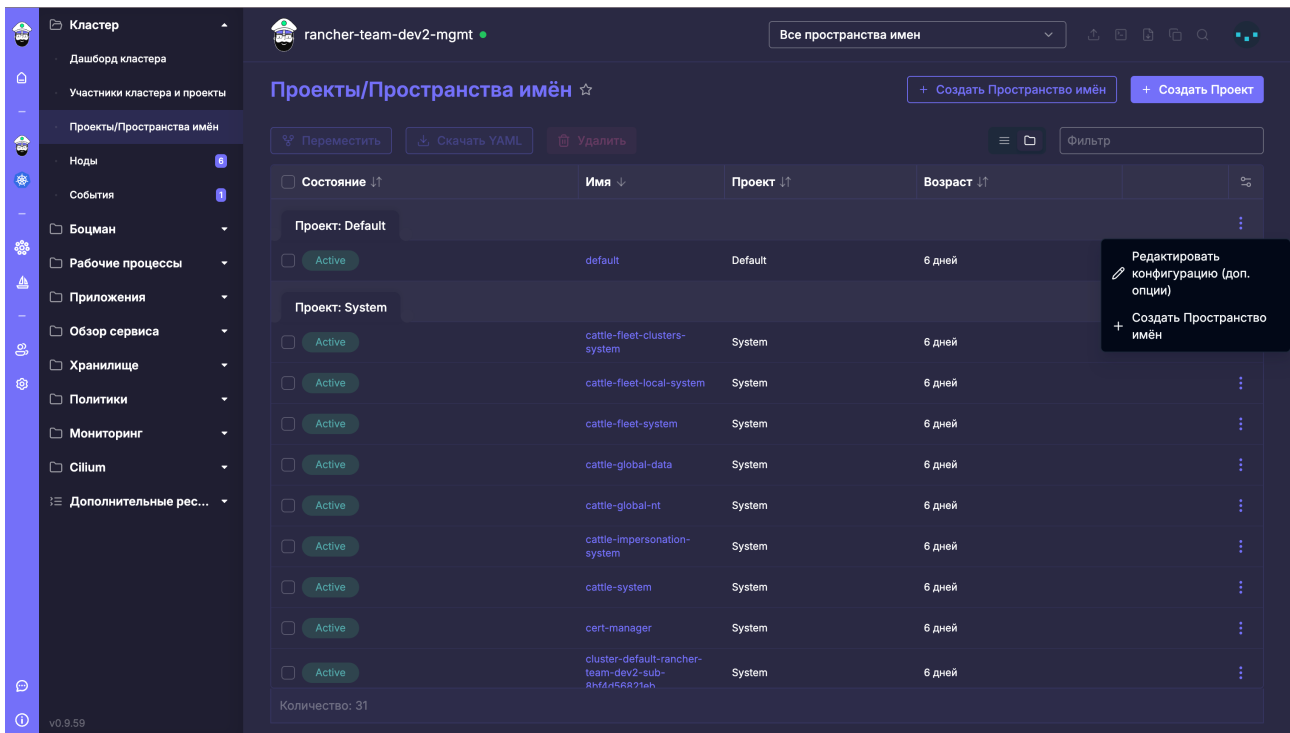 Кластер
Дашборд кластера
Участники кластера и проекты
Проекты/Пространства имён
Ноды 6
События 1
Боцман
Рабочие процессы
Приложения
Обзор сервиса
Хранилище
Политики
Мониторинг
Cilium
Дополнительные рес...
v0.9.59
rancher-team-dev2-mgmt
Все пространства имен
Проекты/Пространства имён
+ Создать Пространство имён
+ Создать Проект
Переместить
Скачать YAML
Удалить
Фильтр
Состояние Имя Проект Возраст
Проект: Default
Active default Default 6 дней
Редактировать
конфигурацию (доп.
опции)
Создать Пространство
имён
Проект: System
Active cattle-fleet-clusters- System 6 дней
system
Active cattle-fleet-local-system System 6 дней
Active cattle-fleet-system System 6 дней
Active cattle-global-data System 6 дней
Active cattle-global-nt System 6 дней
Active cattle-impersonation- System 6 дней
system
Active cattle-system System 6 дней
Active cert-manager System 6 дней
cluster-default-rancher-
Active team-dev2-sub- System 6 дней
8bf4d56821eb
Количество: 31